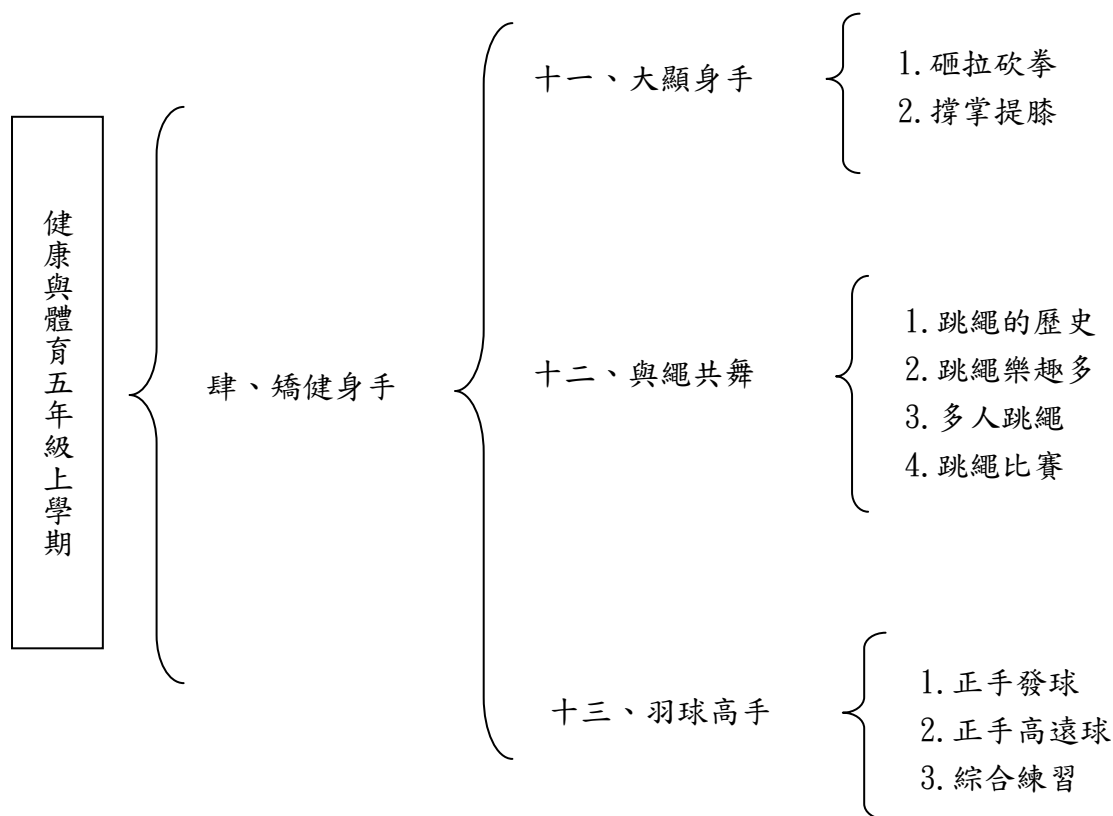 健康與體育五年級上學期
肆、矯健身手
十一、大顯身手
1.砸拉砍拳
2.撐掌提膝
十二、與繩共舞
1.跳繩的歷史
2.跳繩樂趣多
3.多人跳繩
4.跳繩比賽
十三、羽球高手
1.正手發球
2.正手高遠球
3.綜合練習